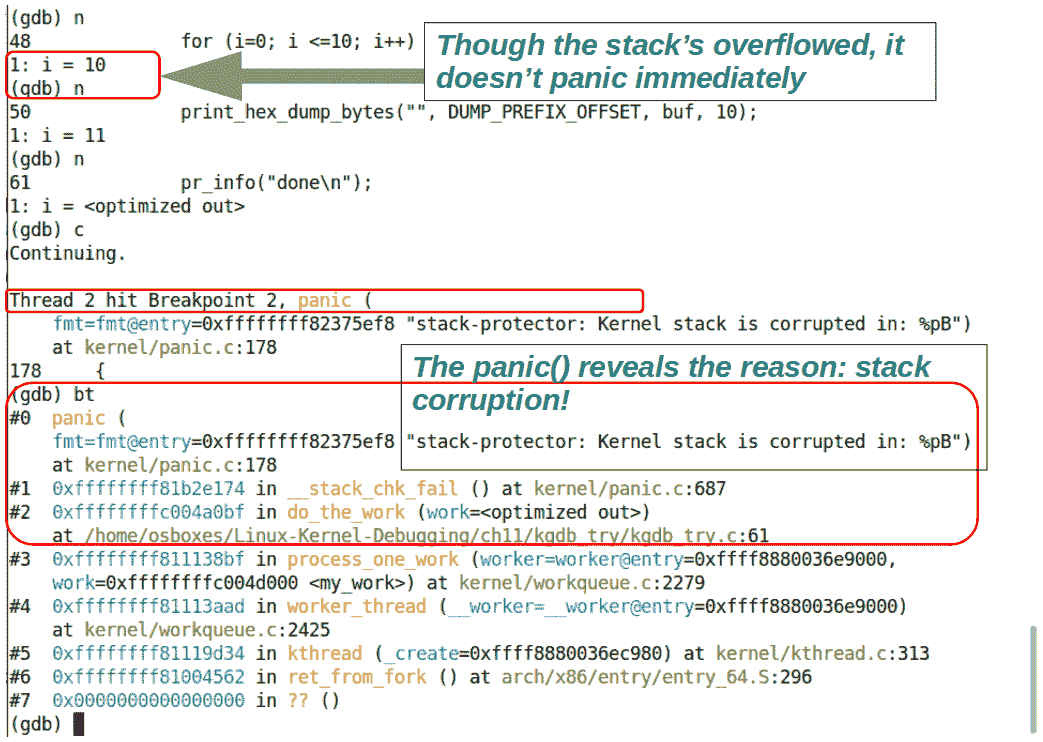 (gdb) n
48              for (i=0; i <=10; i++)
Though the stack's overflowed, it
doesn't panic immediately
1: i = 10
(gdb) n
50              print_hex_dump_bytes("", DUMP_PREFIX_OFFSET, buf, 10);
1: i = 11
(gdb) n
61              pr_info("done\n");
1: i = <optimized out>
(gdb) c
Continuing.
Thread 2 hit Breakpoint 2, panic (
    fmt=fmt@entry=0xffffffff82375ef8 "stack-protector: Kernel stack is corrupted in: %pB")
    at kernel/panic.c:178
178     {
The panic() reveals the reason: stack
corruption!
(gdb) bt
#0  panic (
    fmt=fmt@entry=0xffffffff82375ef8 "stack-protector: Kernel stack is corrupted in: %pB")
    at kernel/panic.c:178
#1  0xffffffff81b2e174 in __stack_chk_fail () at kernel/panic.c:687
#2  0xffffffffc004a0bf in do_the_work (work=<optimized out>)
    at /home/osboxes/Linux-Kernel-Debugging/ch11/kgdb_try/kgdb_try.c:61
#3  0xffffffff811138bf in process_one_work (worker=worker@entry=0xffff8880036e9000,
    work=0xffffffffc004d000 <my_work>) at kernel/workqueue.c:2279
#4  0xffffffff81113aad in worker_thread (__worker=__worker@entry=0xffff8880036e9000)
    at kernel/workqueue.c:2425
#5  0xffffffff81119d34 in kthread (_create=0xffff8880036ec980) at kernel/kthread.c:313
#6  0xffffffff81004562 in ret_from_fork () at arch/x86/entry/entry_64.S:296
#7  0x0000000000000000 in ?? ()
(gdb)